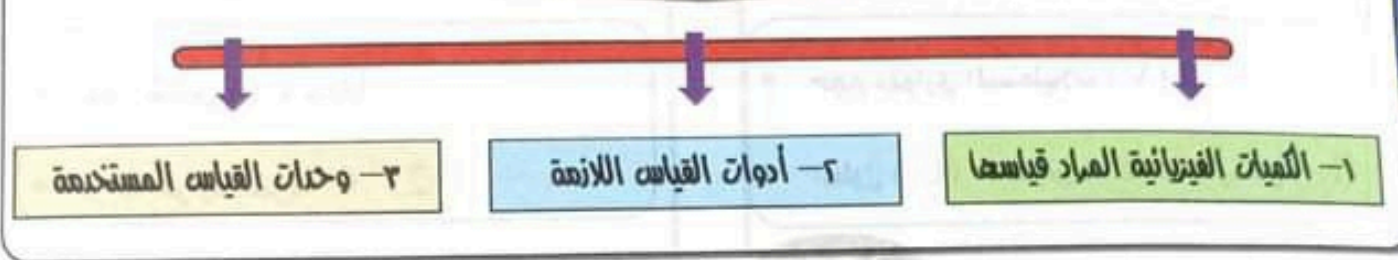 ١– الكميات الفيزيائية المراد قياسها
٢– أدوات القياس اللازمة
٣– وحدات القياس المستخدمة